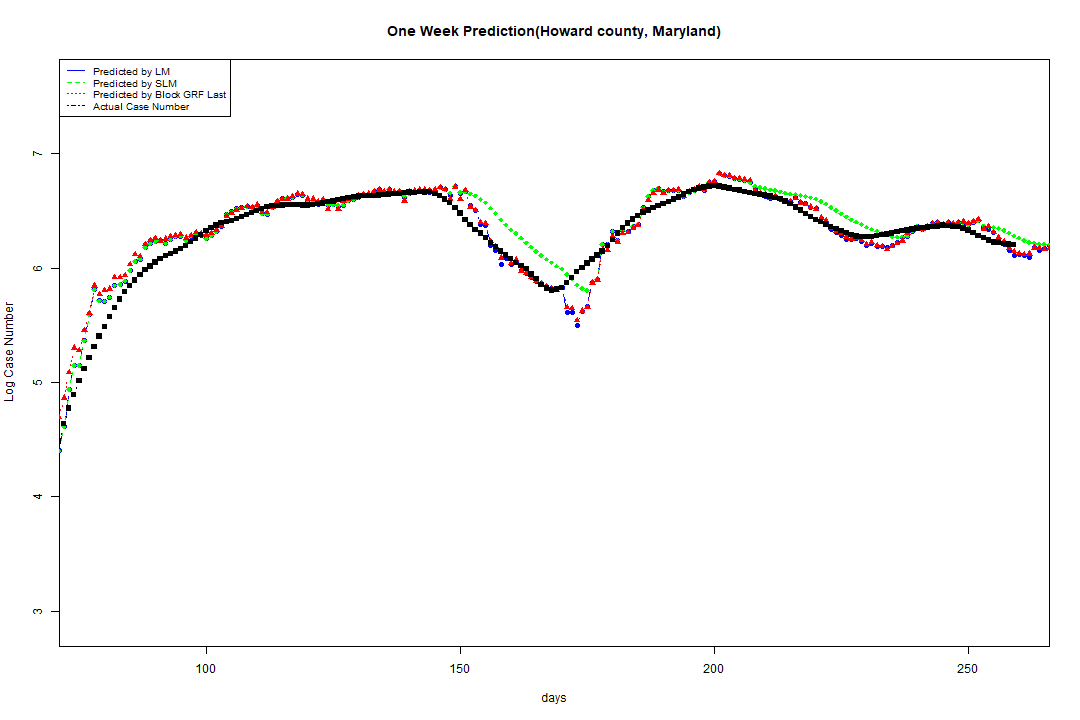 One Week Prediction(Howard county, Maryland)
Predicted by LM
Predicted by SLM
Predicted by Block GRF Last
Actual Case Number
7
6
5
4
3
Log Case Number
100 150 200 250
days